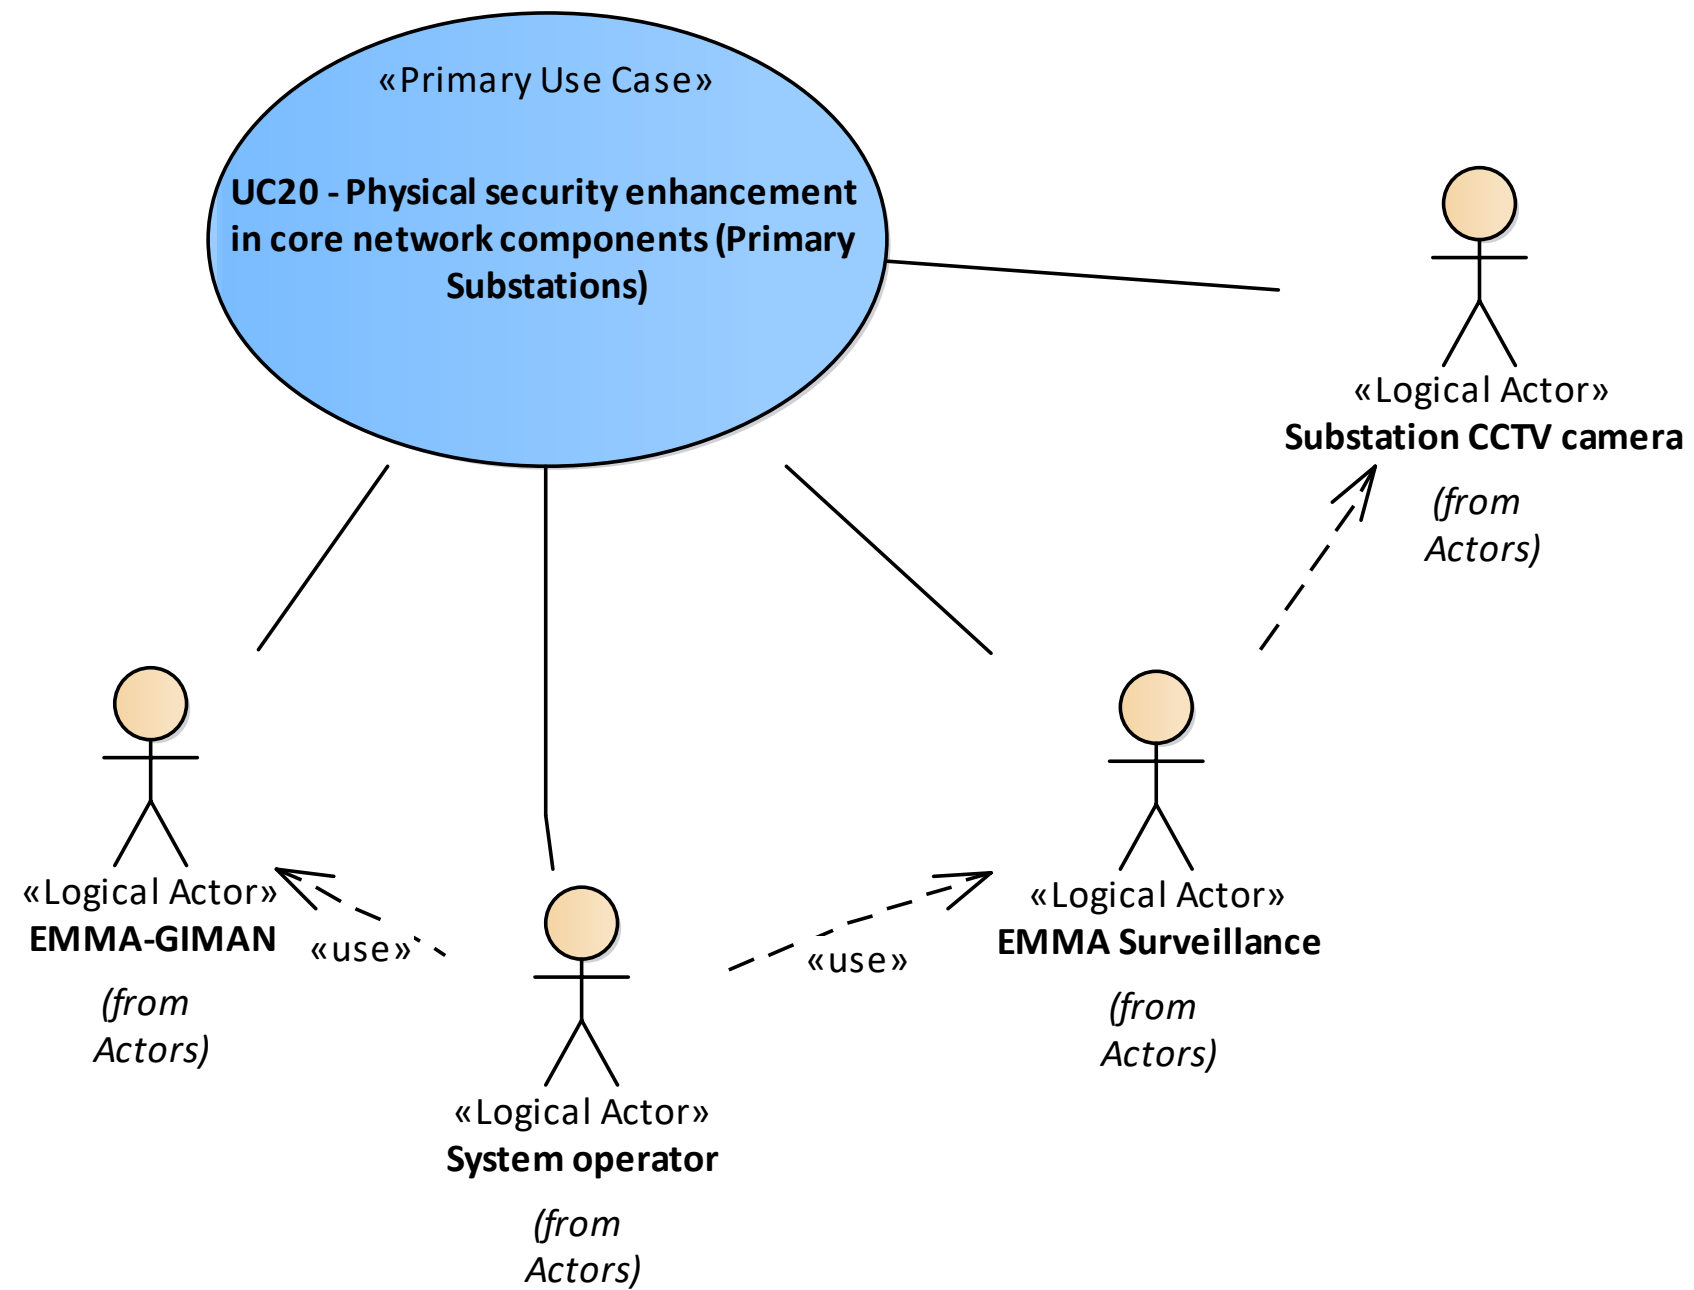 «Primary Use Case»
UC20 - Physical security enhancement
in core network components (Primary
Substations)
«Logical Actor»
Substation CCTV camera
(from
Actors)
«Logical Actor»
EMMA-GIMAN
(from
Actors)
«use»
«Logical Actor»
System operator
(from
Actors)
«use»
«Logical Actor»
EMMA Surveillance
(from
Actors)